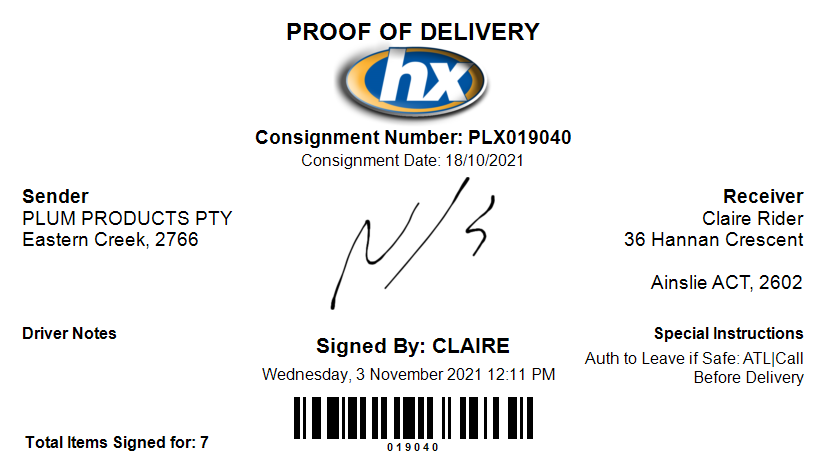 PROOF OF DELIVERY
hx
Consignment Number: PLX019040
Consignment Date: 18/10/2021
Sender
PLUM PRODUCTS PTY
Eastern Creek, 2766
Receiver
Claire Rider
36 Hannan Crescent
Ainslie ACT, 2602
N/S
Driver Notes
Signed By: CLAIRE
Wednesday, 3 November 2021 12:11 PM
Special Instructions
Auth to Leave if Safe: ATL|Call
Before Delivery
019040
Total Items Signed for: 7